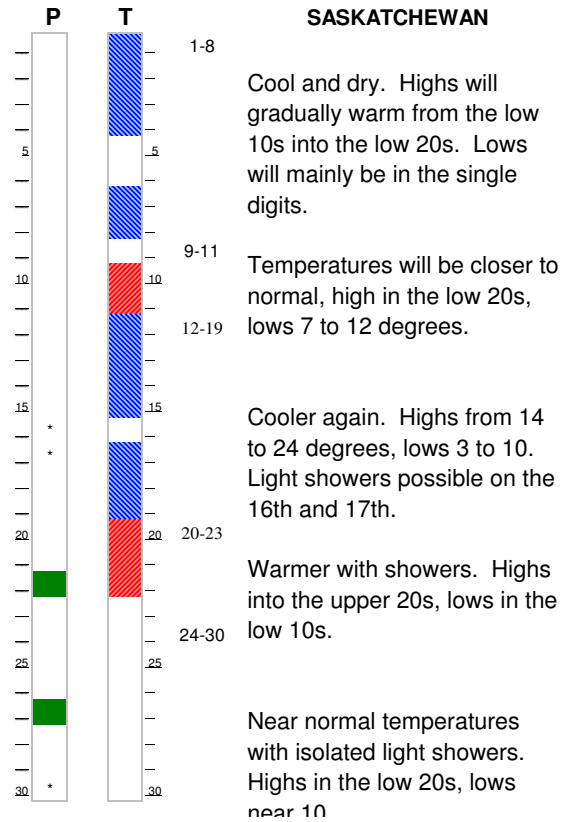 P T SASKATCHEWAN
1-8
Cool and dry. Highs will
gradually warm from the low
10s into the low 20s. Lows
will mainly be in the single
digits.
9-11
Temperatures will be closer to
normal, high in the low 20s,
lows 7 to 12 degrees.
12-19
Cooler again. Highs from 14
to 24 degrees, lows 3 to 10.
Light showers possible on the
16th and 17th.
20-23
Warmer with showers. Highs
into the upper 20s, lows in the
low 10s.
24-30
Near normal temperatures
with isolated light showers.
Highs in the low 20s, lows
near 10.
5 5
10 10
15 15
*
*
20 20
25 25
30 * 30